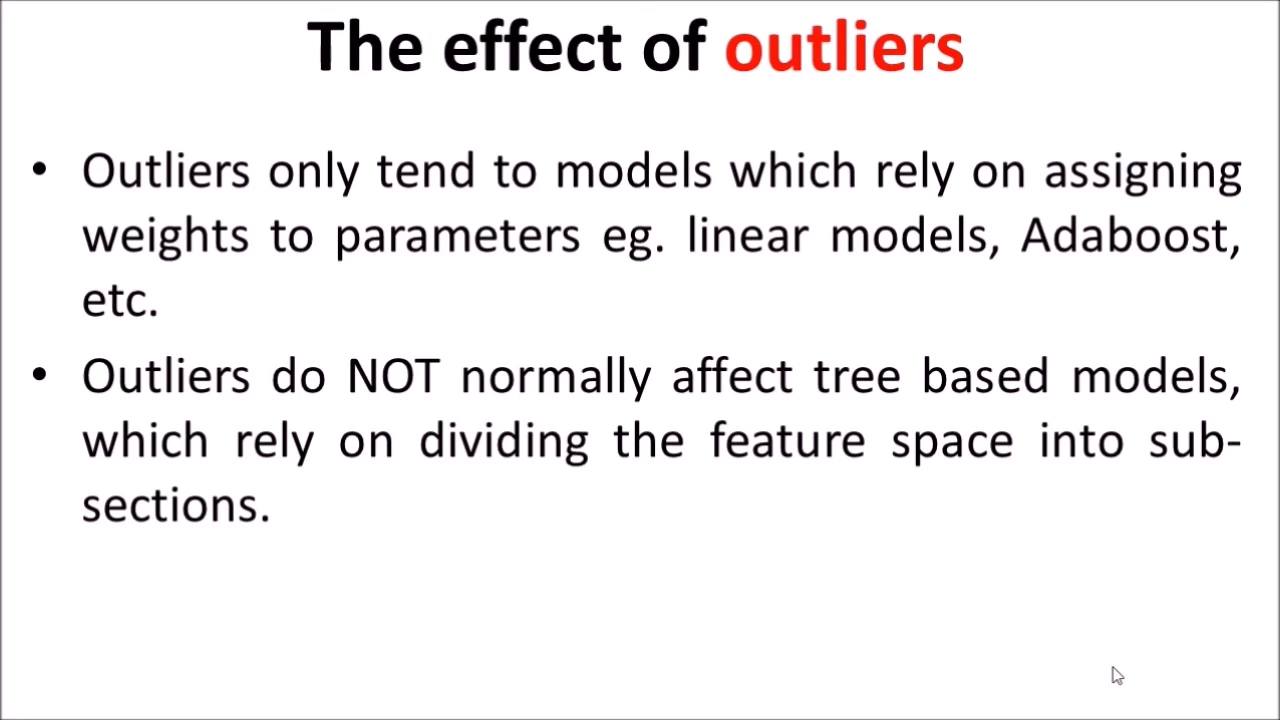 The effect of outliers
• Outliers only tend to models which rely on assigning
weights to parameters eg. linear models, Adaboost,
etc.
• Outliers do NOT normally affect tree based models,
which rely on dividing the feature space into sub-
sections.